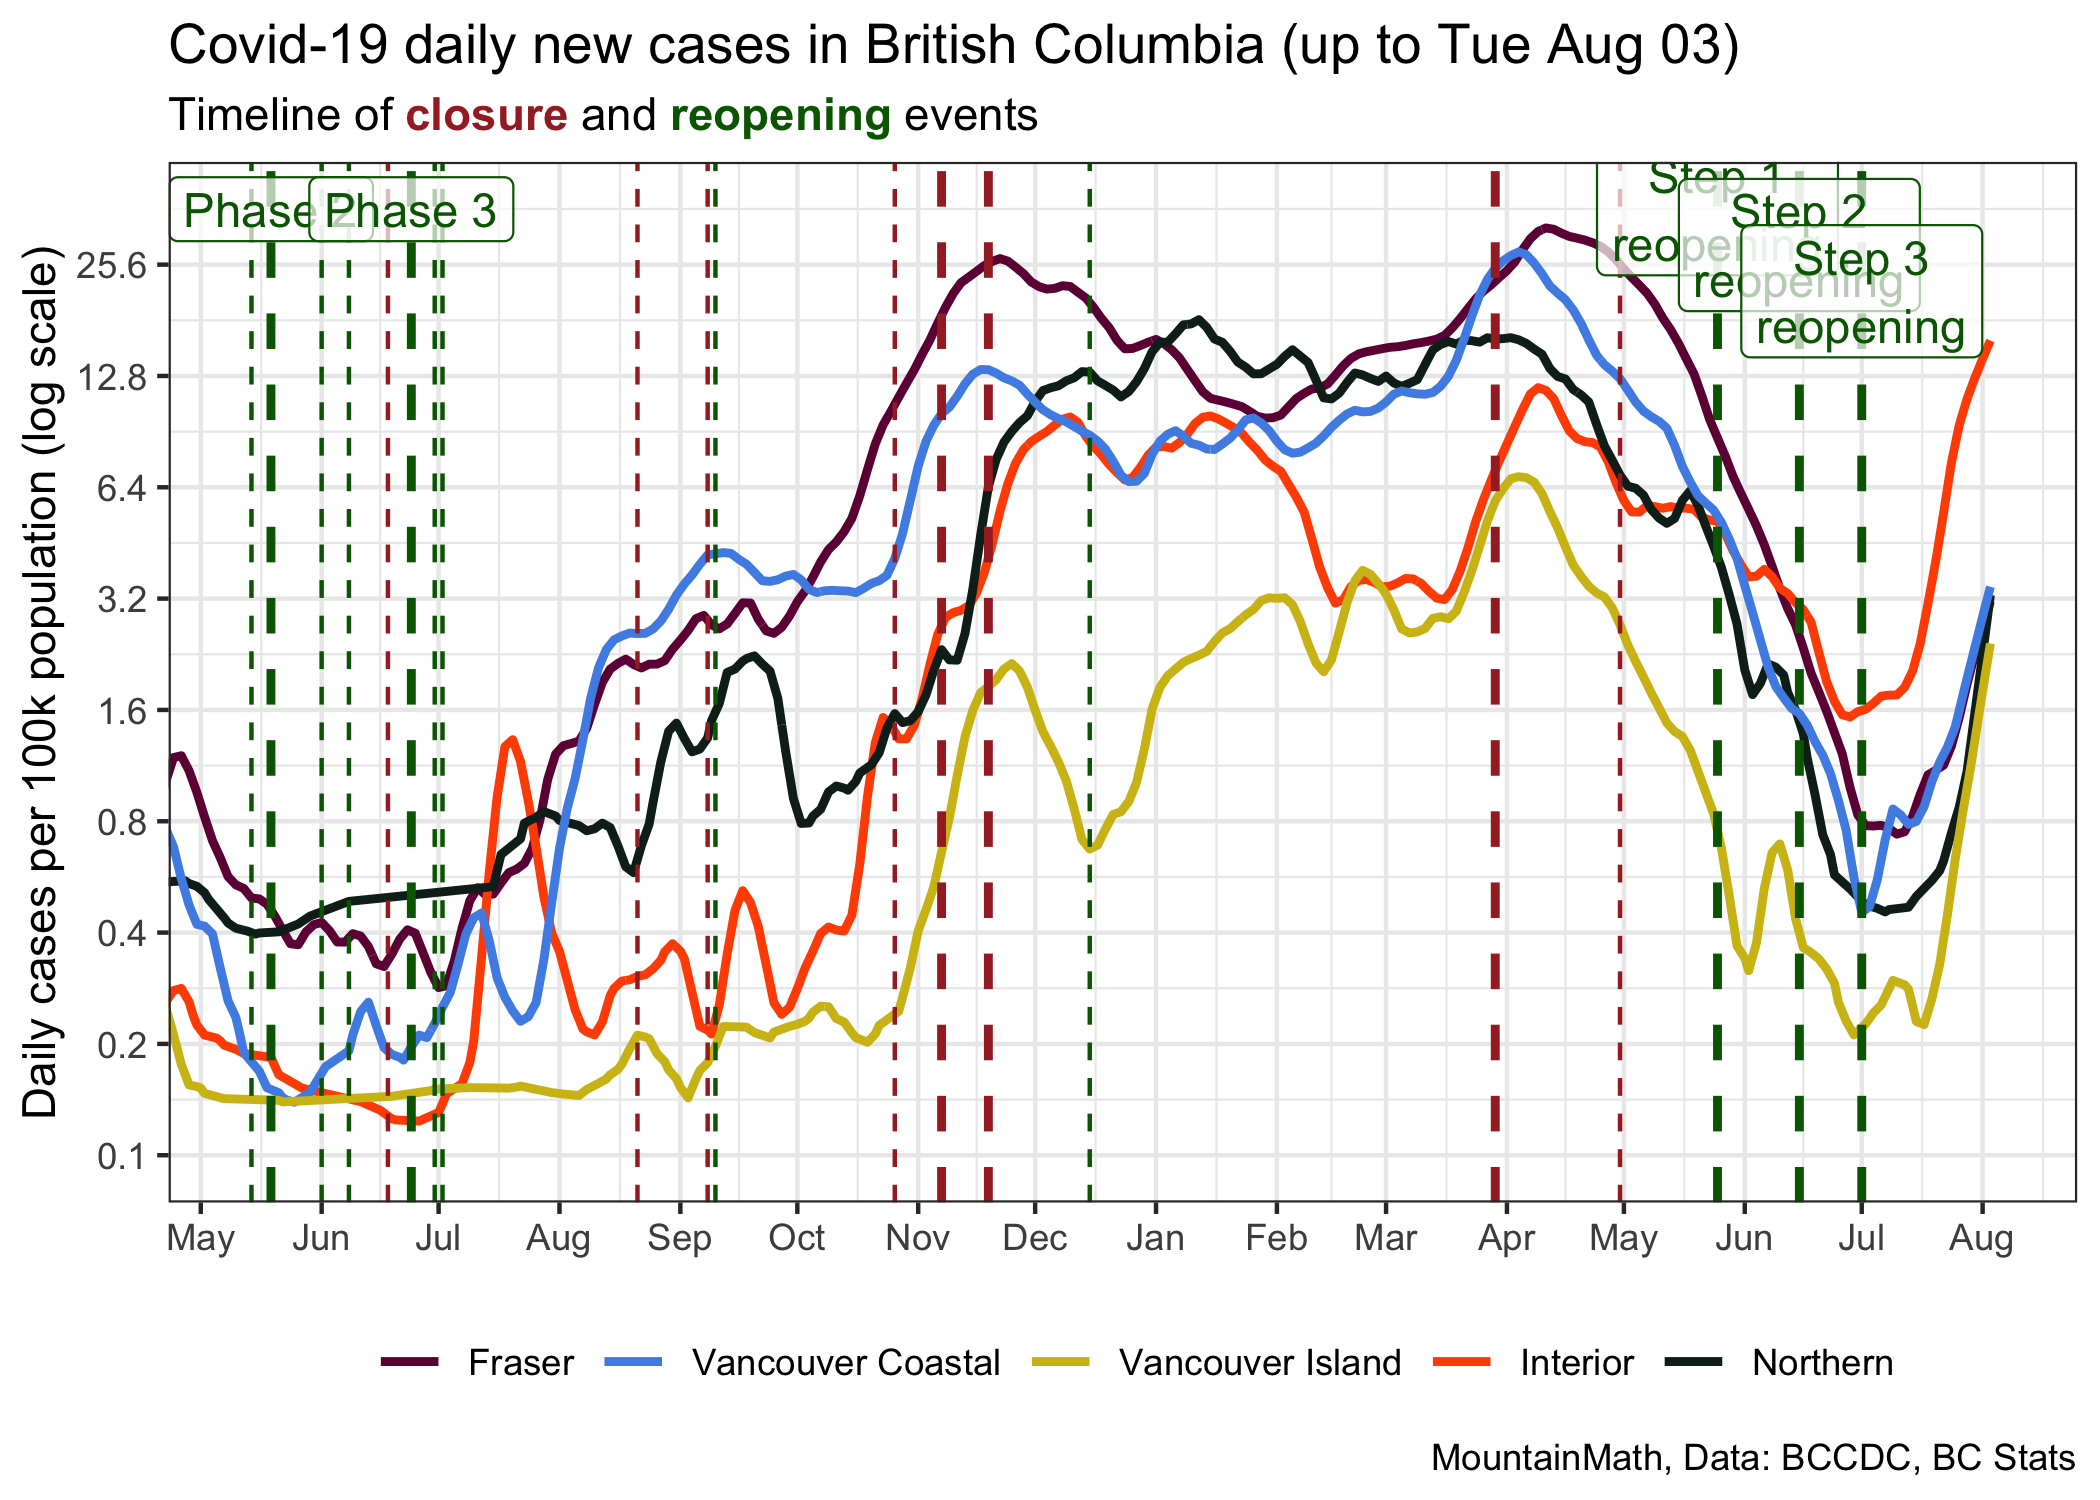 Covid-19 daily new cases in British Columbia (up to Tue Aug 03)
Timeline of closure and reopening events
Phase 2
Phase 3
Step 1
reopening
Step 2
reopening
Step 3
reopening
Daily cases per 100k population (log scale)
25.6
12.8
6.4
3.2
1.6
0.8
0.4
0.2
0.1
May Jun Jul Aug Sep Oct Nov Dec Jan Feb Mar Apr May Jun Jul Aug
Fraser Vancouver Coastal Vancouver Island Interior Northern
MountainMath, Data: BCCDC, BC Stats